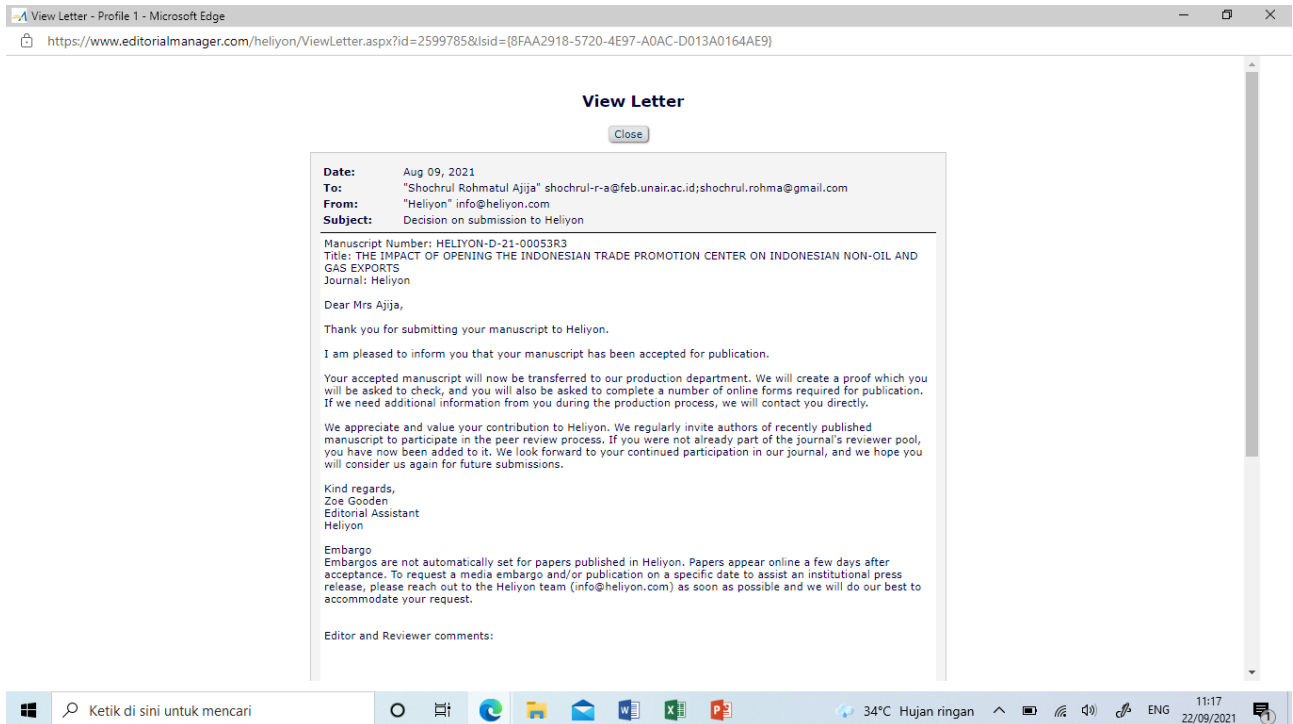 View Letter - Profile 1 - Microsoft Edge
https://www.editorialmanager.com/heliyon/ViewLetter.aspx?id=2599785&lsid={8FAA2918-5720-4E97-A0AC-D013A0164AE9}
View Letter
Close
Date: Aug 09, 2021
To: "Shochrul Rohmatul Ajija" shochrul-r-a@feb.unair.ac.id;shochrul.rohma@gmail.com
From: "Heliyon" info@heliyon.com
Subject: Decision on submission to Heliyon
Manuscript Number: HELIYON-D-21-00053R3
Title: THE IMPACT OF OPENING THE INDONESIAN TRADE PROMOTION CENTER ON INDONESIAN NON-OIL AND
GAS EXPORTS
Journal: Heliyon
Dear Mrs Ajija,
Thank you for submitting your manuscript to Heliyon.
I am pleased to inform you that your manuscript has been accepted for publication.
Your accepted manuscript will now be transferred to our production department. We will create a proof which you
will be asked to check, and you will also be asked to complete a number of online forms required for publication.
If we need additional information from you during the production process, we will contact you directly.
We appreciate and value your contribution to Heliyon. We regularly invite authors of recently published
manuscript to participate in the peer review process. If you were not already part of the journal's reviewer pool,
you have now been added to it. We look forward to your continued participation in our journal, and we hope you
will consider us again for future submissions.
Kind regards,
Zoe Gooden
Editorial Assistant
Heliyon
Embargo
Embargos are not automatically set for papers published in Heliyon. Papers appear online a few days after
acceptance. To request a media embargo and/or publication on a specific date to assist an institutional press
release, please reach out to the Heliyon team (info@heliyon.com) as soon as possible and we will do our best to
accommodate your request.
Editor and Reviewer comments:
Ketik di sini untuk mencari
34°C Hujan ringan
ENG
11:17
22/09/2021